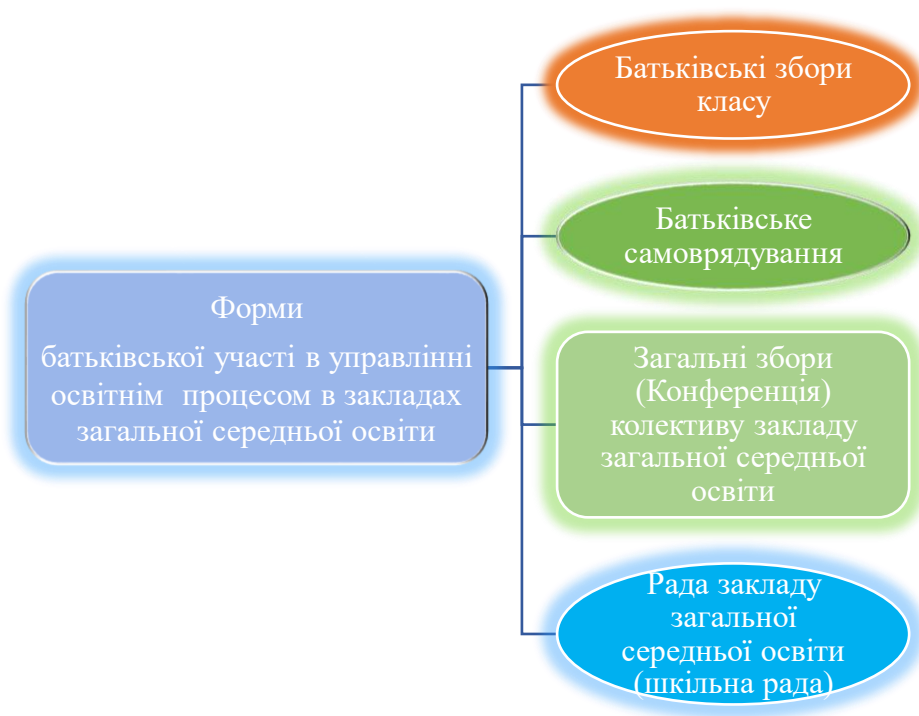 Форми
батьківської участі в управлінні
освітнім процесом в закладах
загальної середньої освіти
Батьківські збори
класу
Батьківське
самоврядування
Загальні збори
(Конференція)
колективу закладу
загальної середньої
освіти
Рада закладу
загальної
середньої освіти
(шкільна рада)